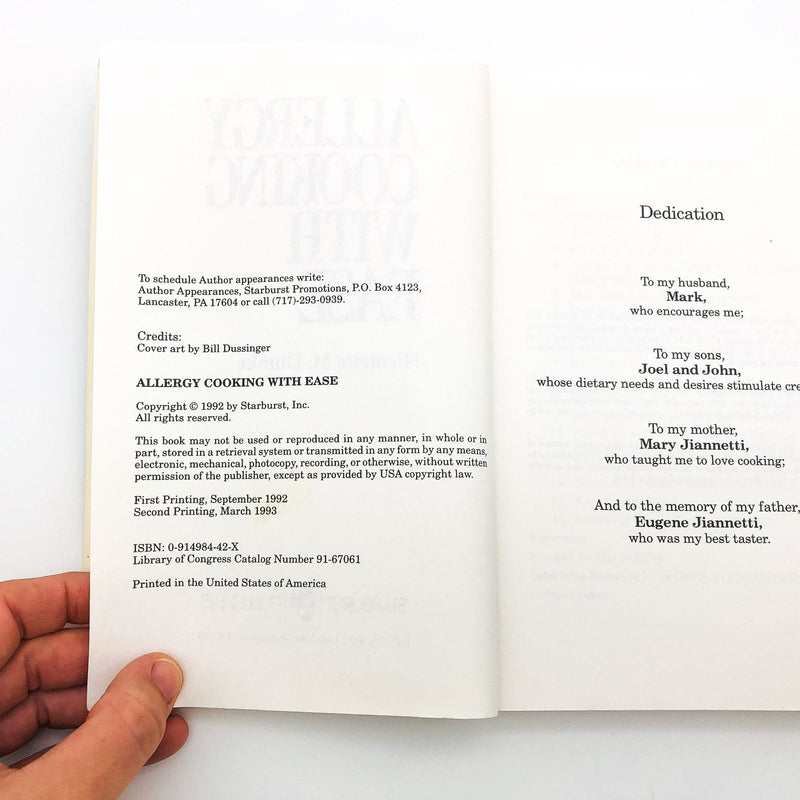 To schedule Author appearances write:
Author Appearances, Starburst Promotions, P.O. Box 4123,
Lancaster, PA 17604 or call (717)-293-0939.
Credits:
Cover art by Bill Dussinger
ALLERGY COOKING WITH EASE
Copyright © 1992 by Starburst, Inc.
All rights reserved.
This book may not be used or reproduced in any manner, in whole or in
part, stored in a retrieval system or transmitted in any form by any means,
electronic, mechanical, photocopy, recording, or otherwise, without written
permission of the publisher, except as provided by USA copyright law.
First Printing, September 1992
Second Printing, March 1993
ISBN: 0-914984-42-X
Library of Congress Catalog Number 91-67061
Printed in the United States of America
Dedication
To my husband,
Mark,
who encourages me;
To my sons,
Joel and John,
whose dietary needs and desires stimulate
To my mother,
Mary Jiannetti,
who taught me to love cooking;
And to the memory of my father,
Eugene Jiannetti,
who was my best taster.